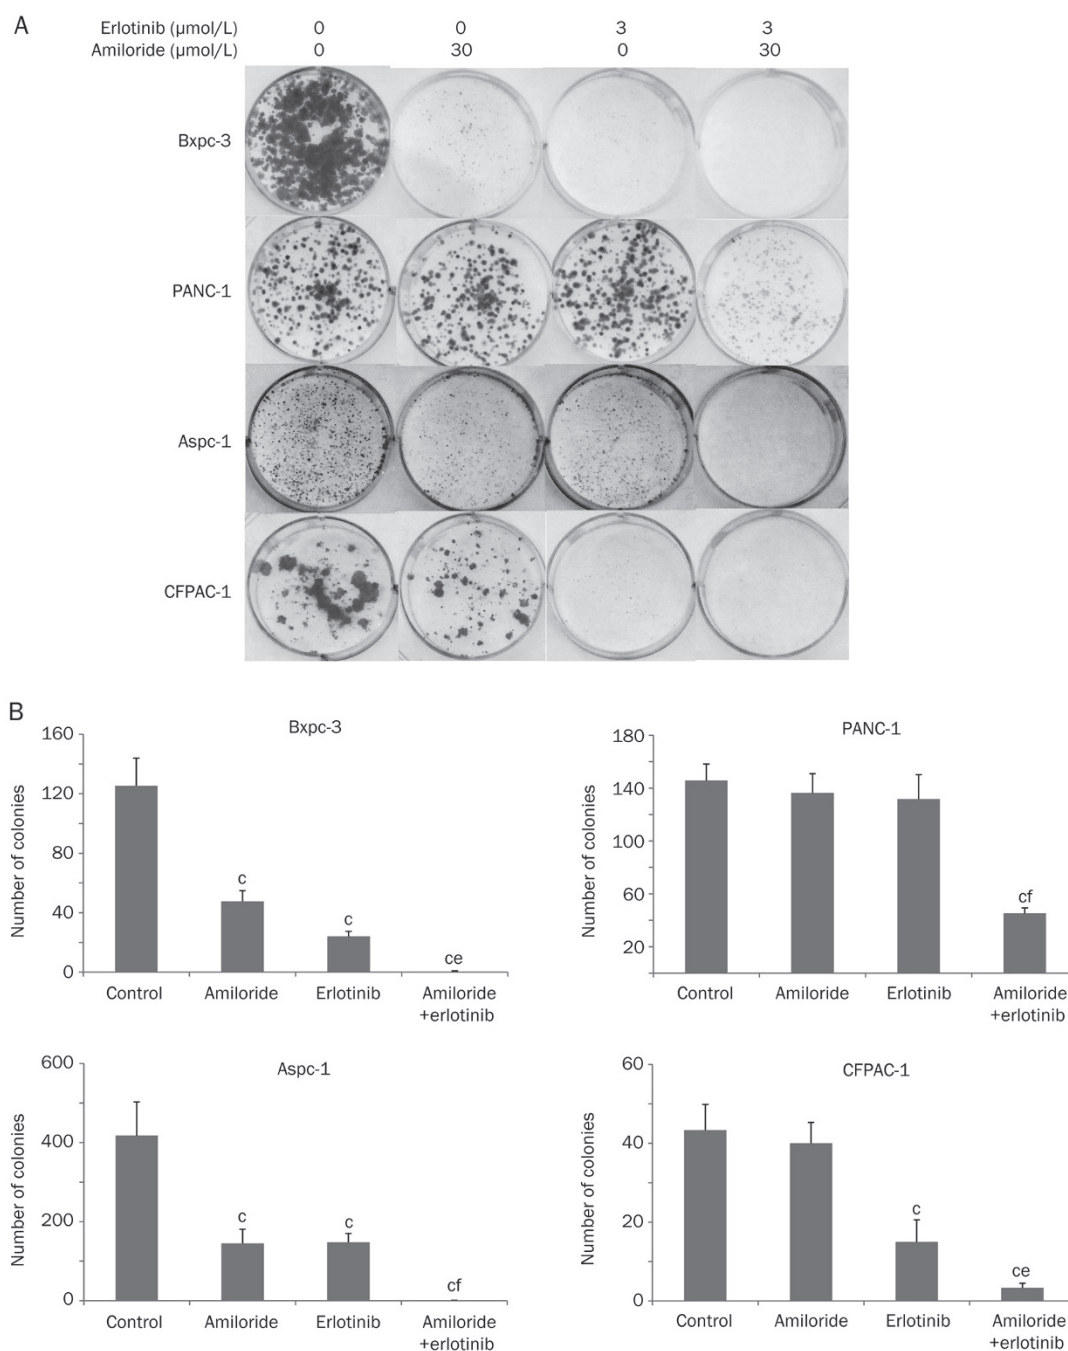 A
Erlotinib (µmol/L) 0 0 3 3
Amiloride (µmol/L) 0 30 0 30
Bxpc-3
PANC-1
Aspc-1
CFPAC-1
B
Bxpc-3
Number of colonies
160
120
80
40
0
c
c
ce
Control Amiloride Erlotinib Amiloride
+erlotinib
PANC-1
Number of colonies
180
140
100
60
20
cf
Control Amiloride Erlotinib Amiloride
+erlotinib
Aspc-1
Number of colonies
600
400
200
0
c
c
cf
Control Amiloride Erlotinib Amiloride
+erlotinib
CFPAC-1
Number of colonies
60
40
20
0
c
ce
Control Amiloride Erlotinib Amiloride
+erlotinib